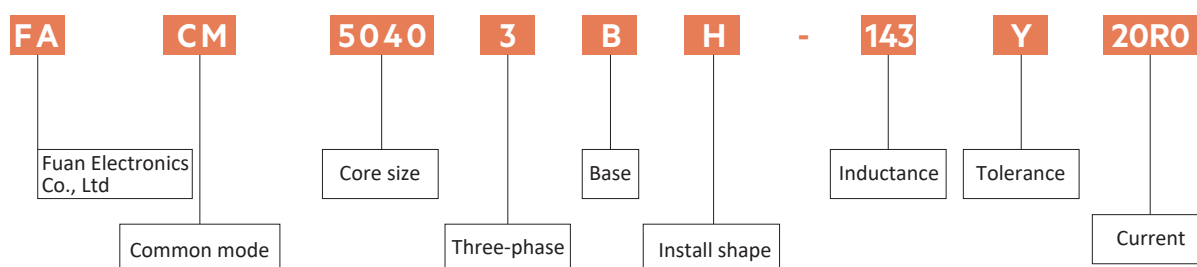 FA CM 5040 3 B H - 143 Y 20R0
Fuan Electronics
Co., Ltd
Core size
Base
Inductance
Tolerance
Common mode
Three-phase
Install shape
Current